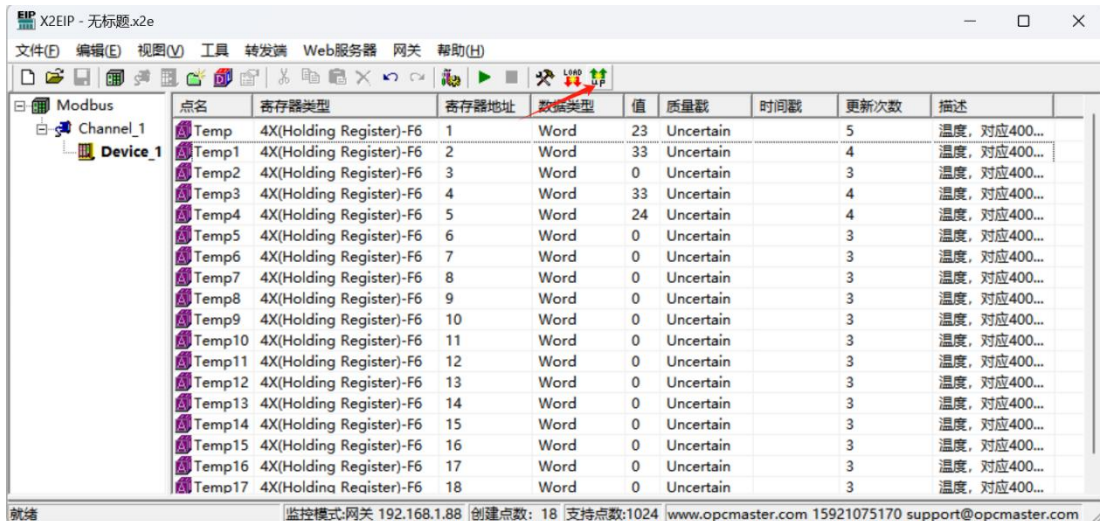 EIP X2EIP - 无标题.x2e
文件(F) 编辑(E) 视图(V) 工具 转发端 Web服务器 网关 帮助(H)
LOAD UP
Modbus
Channel_1
Device_1
点名 寄存器类型 寄存器地址 数据类型 值 质量戳 时间戳 更新次数 描述
Temp 4X(Holding Register)-F6 1 Word 23 Uncertain 5 温度，对应400...
Temp1 4X(Holding Register)-F6 2 Word 33 Uncertain 4 温度，对应400...
Temp2 4X(Holding Register)-F6 3 Word 0 Uncertain 3 温度，对应400...
Temp3 4X(Holding Register)-F6 4 Word 33 Uncertain 4 温度，对应400...
Temp4 4X(Holding Register)-F6 5 Word 24 Uncertain 4 温度，对应400...
Temp5 4X(Holding Register)-F6 6 Word 0 Uncertain 3 温度，对应400...
Temp6 4X(Holding Register)-F6 7 Word 0 Uncertain 3 温度，对应400...
Temp7 4X(Holding Register)-F6 8 Word 0 Uncertain 3 温度，对应400...
Temp8 4X(Holding Register)-F6 9 Word 0 Uncertain 3 温度，对应400...
Temp9 4X(Holding Register)-F6 10 Word 0 Uncertain 3 温度，对应400...
Temp10 4X(Holding Register)-F6 11 Word 0 Uncertain 3 温度，对应400...
Temp11 4X(Holding Register)-F6 12 Word 0 Uncertain 3 温度，对应400...
Temp12 4X(Holding Register)-F6 13 Word 0 Uncertain 3 温度，对应400...
Temp13 4X(Holding Register)-F6 14 Word 0 Uncertain 3 温度，对应400...
Temp14 4X(Holding Register)-F6 15 Word 0 Uncertain 3 温度，对应400...
Temp15 4X(Holding Register)-F6 16 Word 0 Uncertain 3 温度，对应400...
Temp16 4X(Holding Register)-F6 17 Word 0 Uncertain 3 温度，对应400...
Temp17 4X(Holding Register)-F6 18 Word 0 Uncertain 3 温度，对应400...
就绪 监控模式:网关 192.168.1.88 创建点数: 18 支持点数:1024 www.opcmaster.com 15921075170 support@opcmaster.com